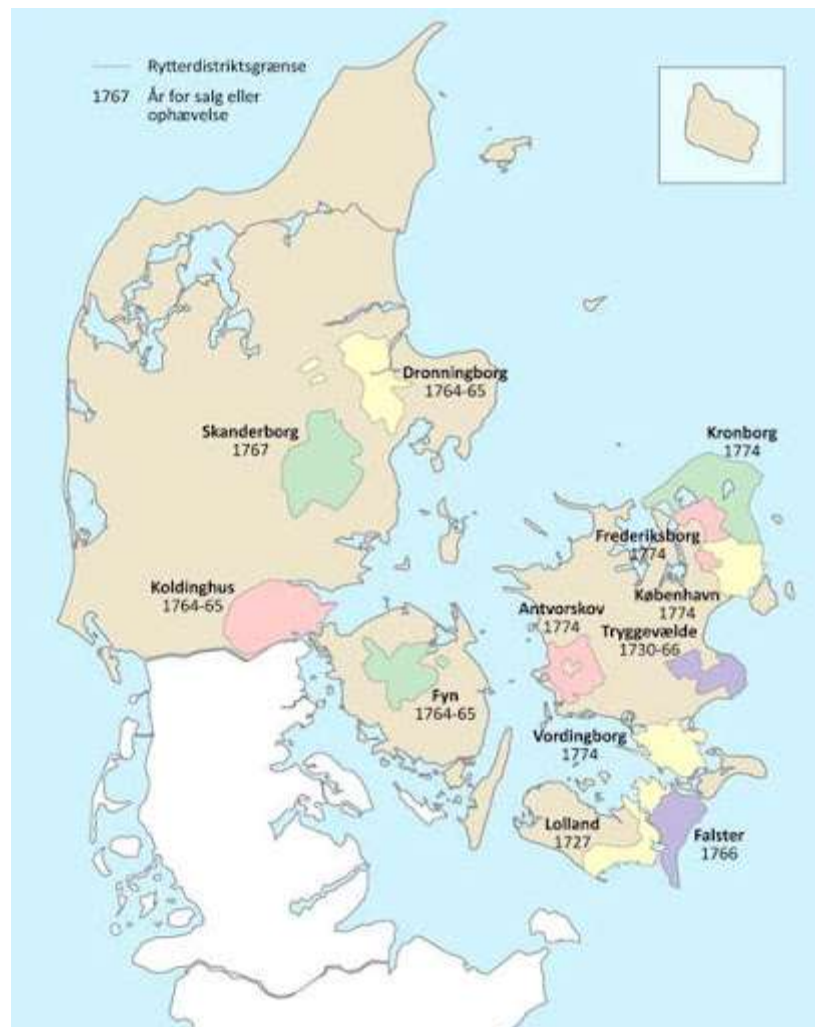 Rytterdistriktsgrænse
1767 År for salg eller
ophævelse
Dronningborg
1764-65
Skanderborg
1767
Kronborg
1774
Frederiksborg
1774
Koldinghus
1764-65
København
1774
Antvorskov
1774
Tryggevælde
1730-66
Fyn
1764-65
Vordingborg
1774
Lolland
1727
Falster
1766